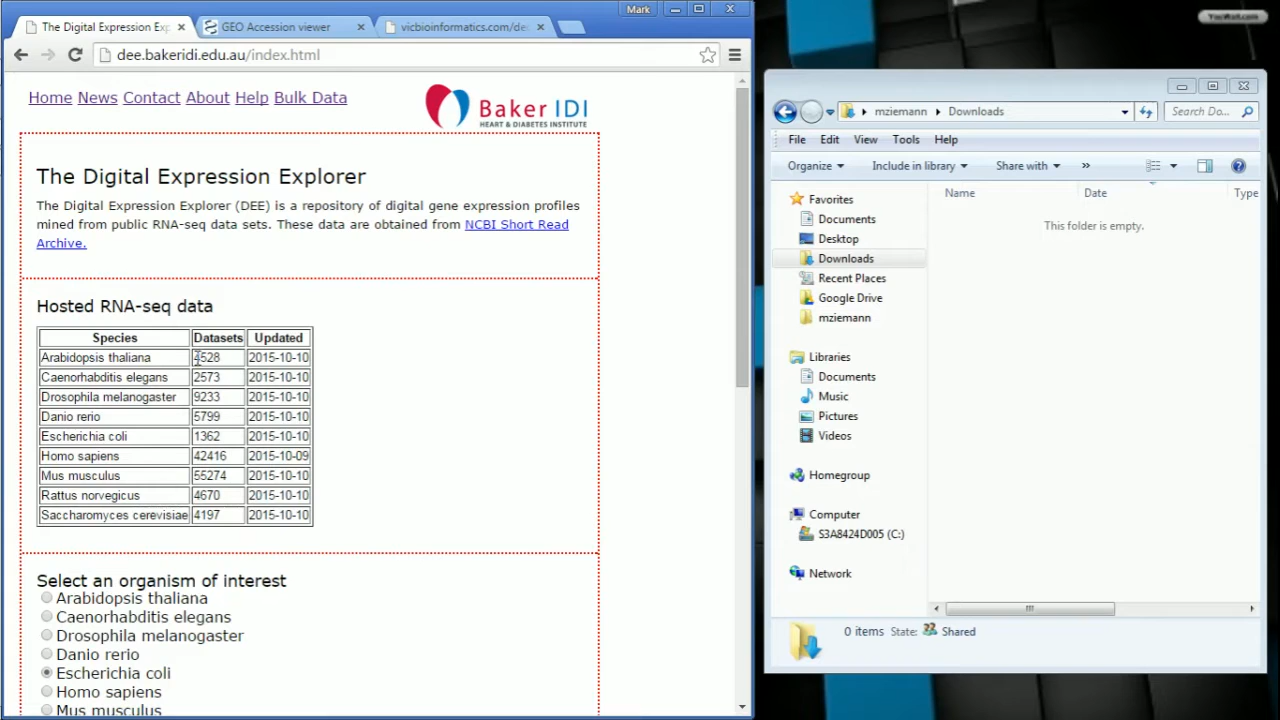 Mark
The Digital Expression Exp
GEO Accession viewer
vicbioinformatics.com/de
dee.bakeridi.edu.au/index.html
Home News Contact About Help Bulk Data
Baker IDI
HEART & DIABETES INSTITUTE
The Digital Expression Explorer
The Digital Expression Explorer (DEE) is a repository of digital gene expression profiles
mined from public RNA-seq data sets. These data are obtained from NCBI Short Read
Archive.
Hosted RNA-seq data
Species Datasets Updated
Arabidopsis thaliana 2015-10-10
Caenorhabditis elegans 2573 2015-10-10
Drosophila melanogaster 9233 2015-10-10
Danio rerio 5799 2015-10-10
Escherichia coli 1362 2015-10-10
Homo sapiens 42416 2015-10-09
Mus musculus 55274 2015-10-10
Rattus norvegicus 4670 2015-10-10
Saccharomyces cerevisiae 4197 2015-10-10
Select an organism of interest
Arabidopsis thaliana
Caenorhabditis elegans
Drosophila melanogaster
Danio rerio
Escherichia coli
Homo sapiens
Mus musculus
mziemann Downloads
Search Do...
File Edit View Tools Help
Organize Include in library Share with »
Name Date Type
This folder is empty.
Favorites
Documents
Desktop
Downloads
Recent Places
Google Drive
mziemann
Libraries
Documents
Music
Pictures
Videos
Homegroup
Computer
S3A8424D005 (C:)
Network
0 items State: Shared